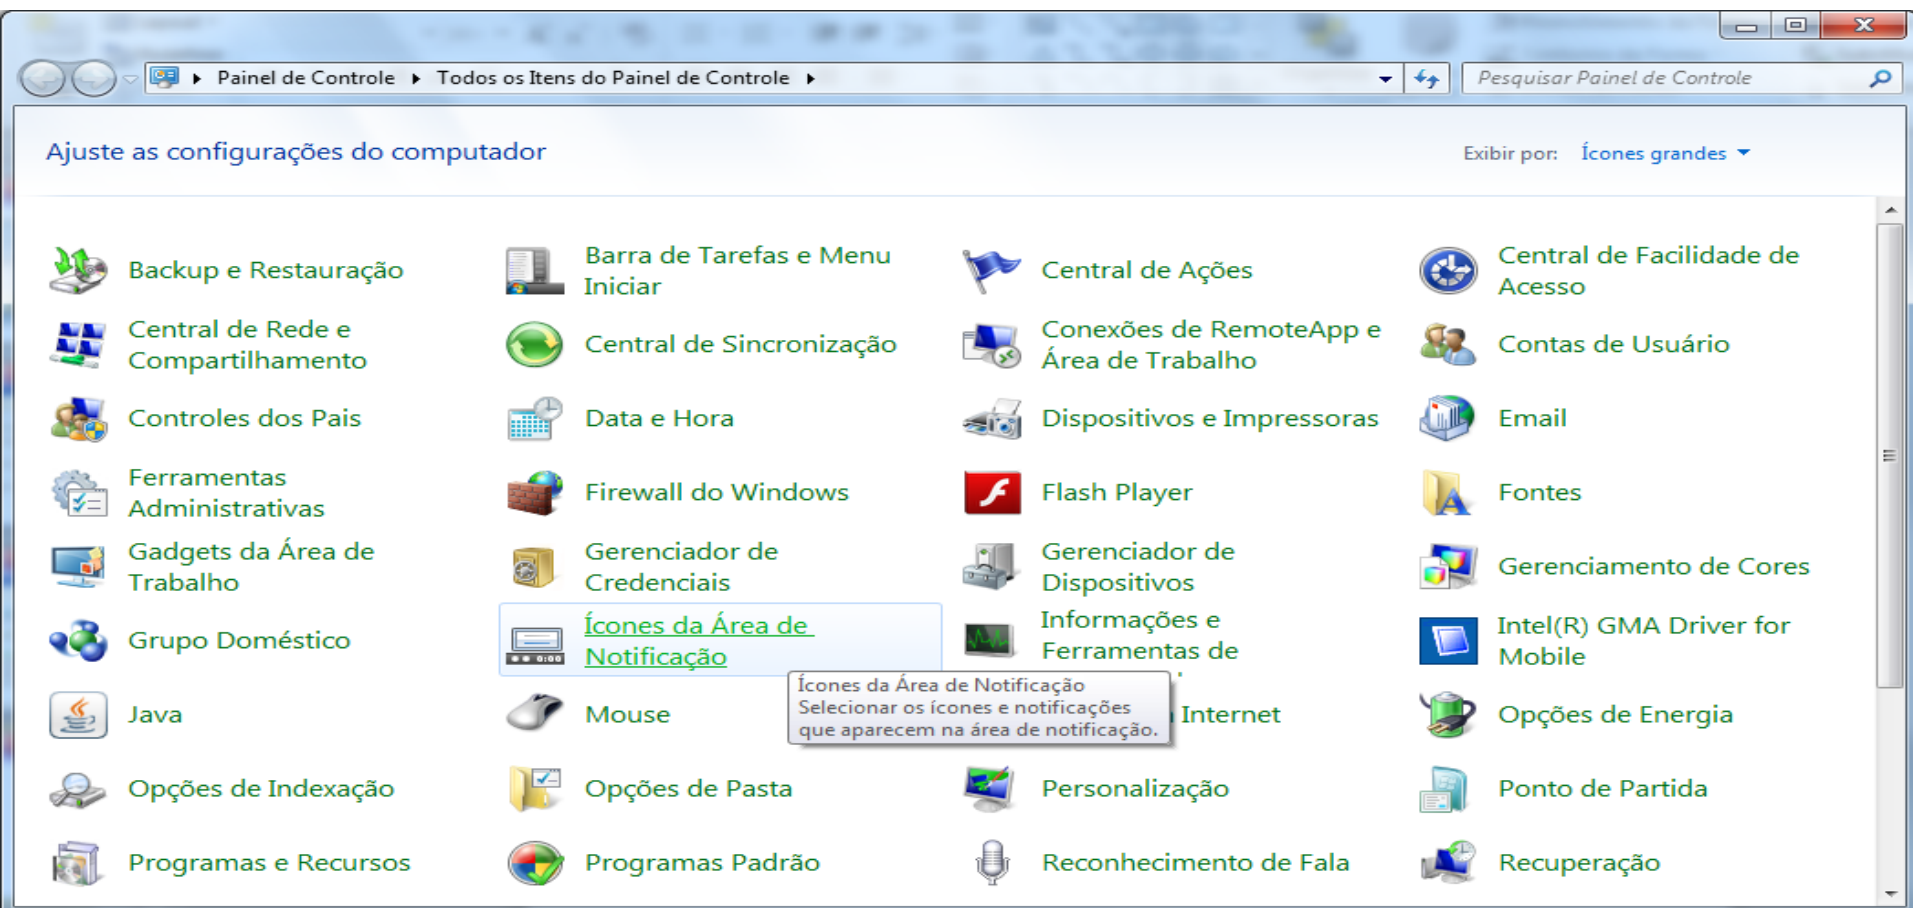 Painel de Controle
Todos os Itens do Painel de Controle
Pesquisar Painel de Controle
Ajuste as configurações do computador
Exibir por:
Ícones grandes
Backup e Restauração
Barra de Tarefas e Menu
Iniciar
Central de Ações
Central de Facilidade de
Acesso
Central de Rede e
Compartilhamento
Central de Sincronização
Conexões de RemoteApp e
Área de Trabalho
Contas de Usuário
Controles dos Pais
Data e Hora
Dispositivos e Impressoras
Email
Ferramentas
Administrativas
Firewall do Windows
Flash Player
Fontes
Gadgets da Área de
Trabalho
Gerenciador de
Credenciais
Gerenciador de
Dispositivos
Gerenciamento de Cores
Grupo Doméstico
Ícones da Área de
Notificação
Informações e
Ferramentas de
Intel(R) GMA Driver for
Mobile
Ícones da Área de Notificação
Selecionar os ícones e notificações
que aparecem na área de notificação.
Java
Mouse
Internet
Opções de Energia
Opções de Indexação
Opções de Pasta
Personalização
Ponto de Partida
Programas e Recursos
Programas Padrão
Reconhecimento de Fala
Recuperação